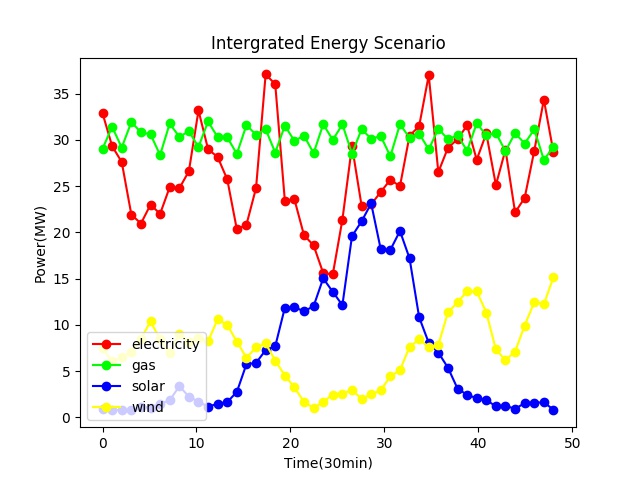 Intergrated Energy Scenario
Power(MW)
35
30
25
20
15
10
5
0
electricity
gas
solar
wind
0
10
20
30
40
50
Time(30min)